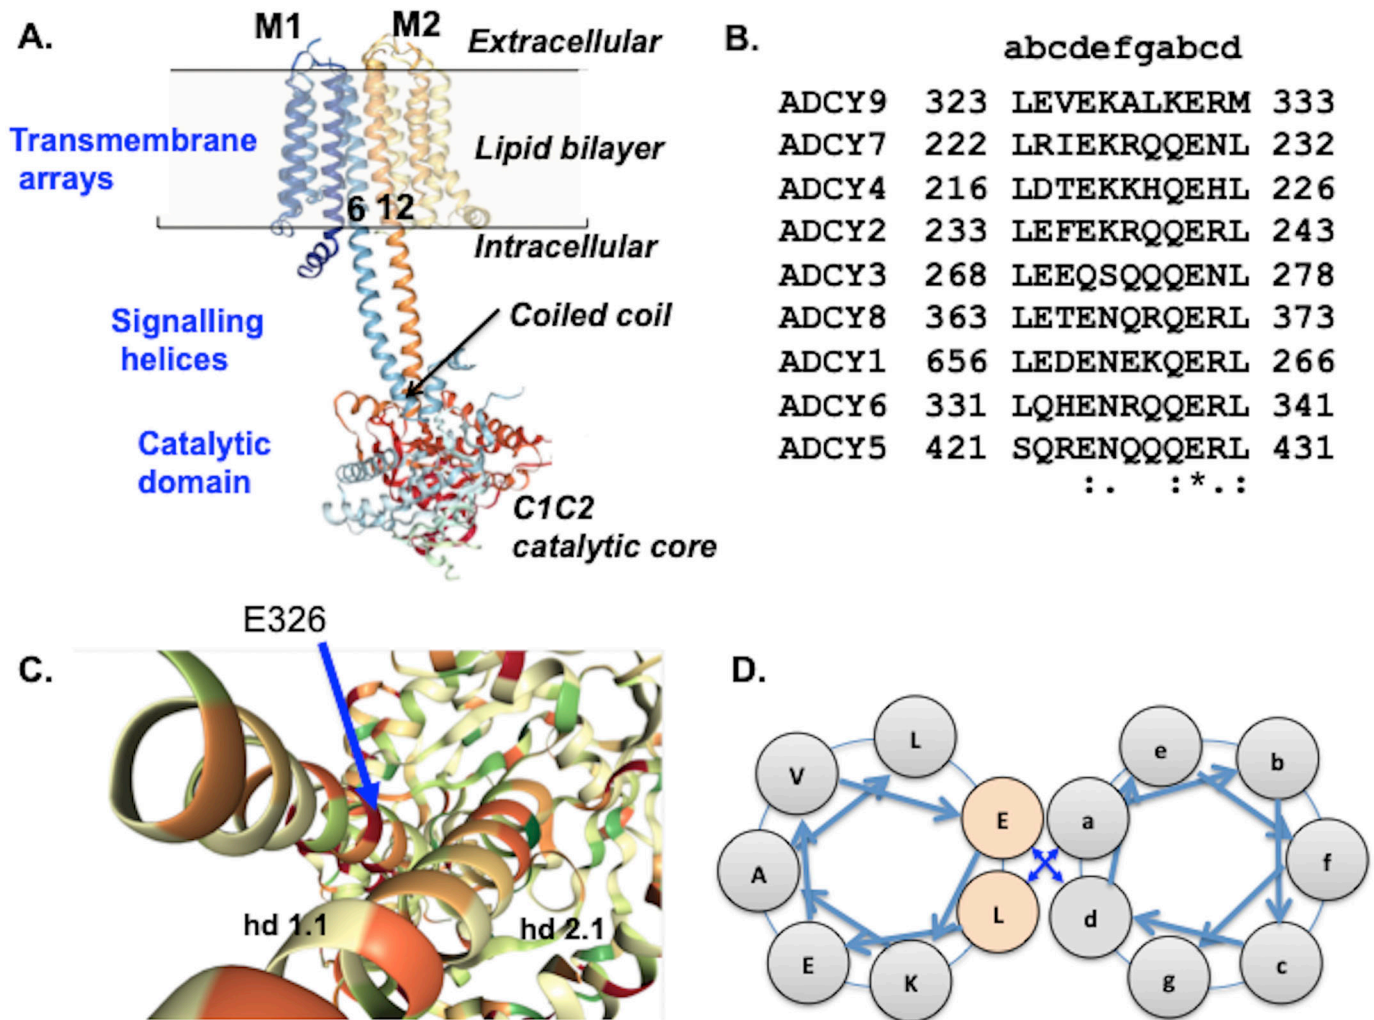 A.
M1
M2
Extracellular
Transmembrane
arrays
Lipid bilayer
6
12
Intracellular
Signalling
helices
Coiled coil
Catalytic
domain
C1C2
catalytic core
B.
abcdefgabcd
ADCY9 323 LEVEKALKERM 333
ADCY7 222 LRIEKRQQENL 232
ADCY4 216 LDTEKKHQEHL 226
ADCY2 233 LEFEKRQQERL 243
ADCY3 268 LEEQSQQQENL 278
ADCY8 363 LETENQRQERL 373
ADCY1 656 LEDENEKQERL 266
ADCY6 331 LQHENRQQERL 341
ADCY5 421 SQRENQQQERL 431
:. :*.:
E326
C.
hd 1.1
hd 2.1
D.
L
V
E
A
L
E
K
e
b
a
f
d
g
c